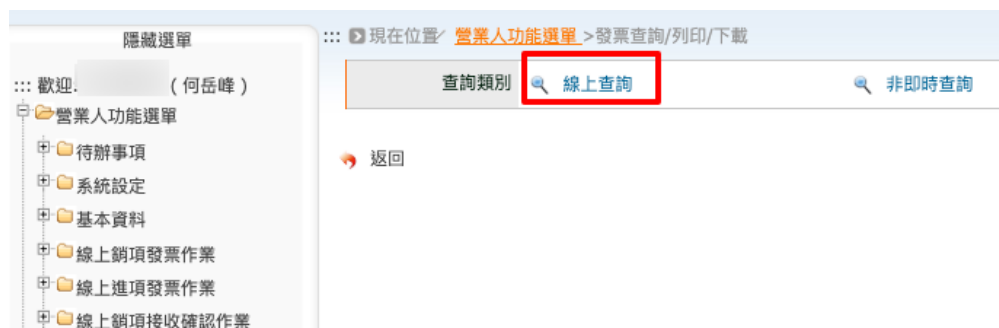 隱藏選單
::: 歡迎. (何岳峰)
營業人功能選單
待辦事項
系統設定
基本資料
線上銷項發票作業
線上進項發票作業
線上銷項接收確認作業
::: 現在位置/ 營業人功能選單 >發票查詢/列印/下載
查詢類別 線上查詢 非即時查詢
返回